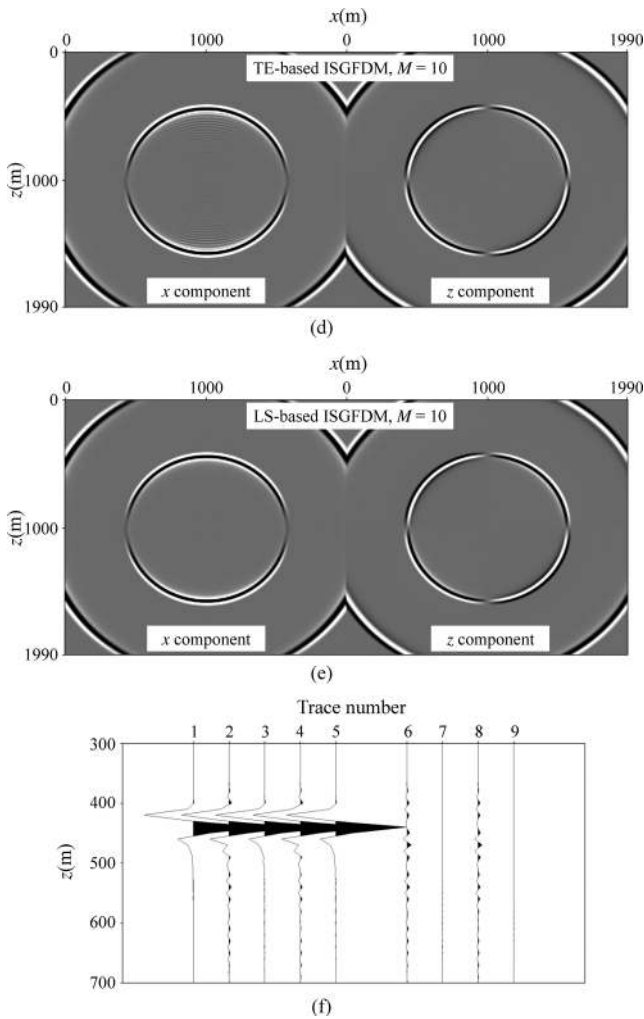 x(m)
0 1000 0 1000 1990
0
TE-based ISGFDM, M = 10
z(m)
1000
x component z component
1990
(d)
x(m)
0 1000 0 1000 1990
0
LS-based ISGFDM, M = 10
z(m)
1000
x component z component
1990
(e)
Trace number
1 2 3 4 5 6 7 8 9
300
400
z(m)
500
600
700
(f)